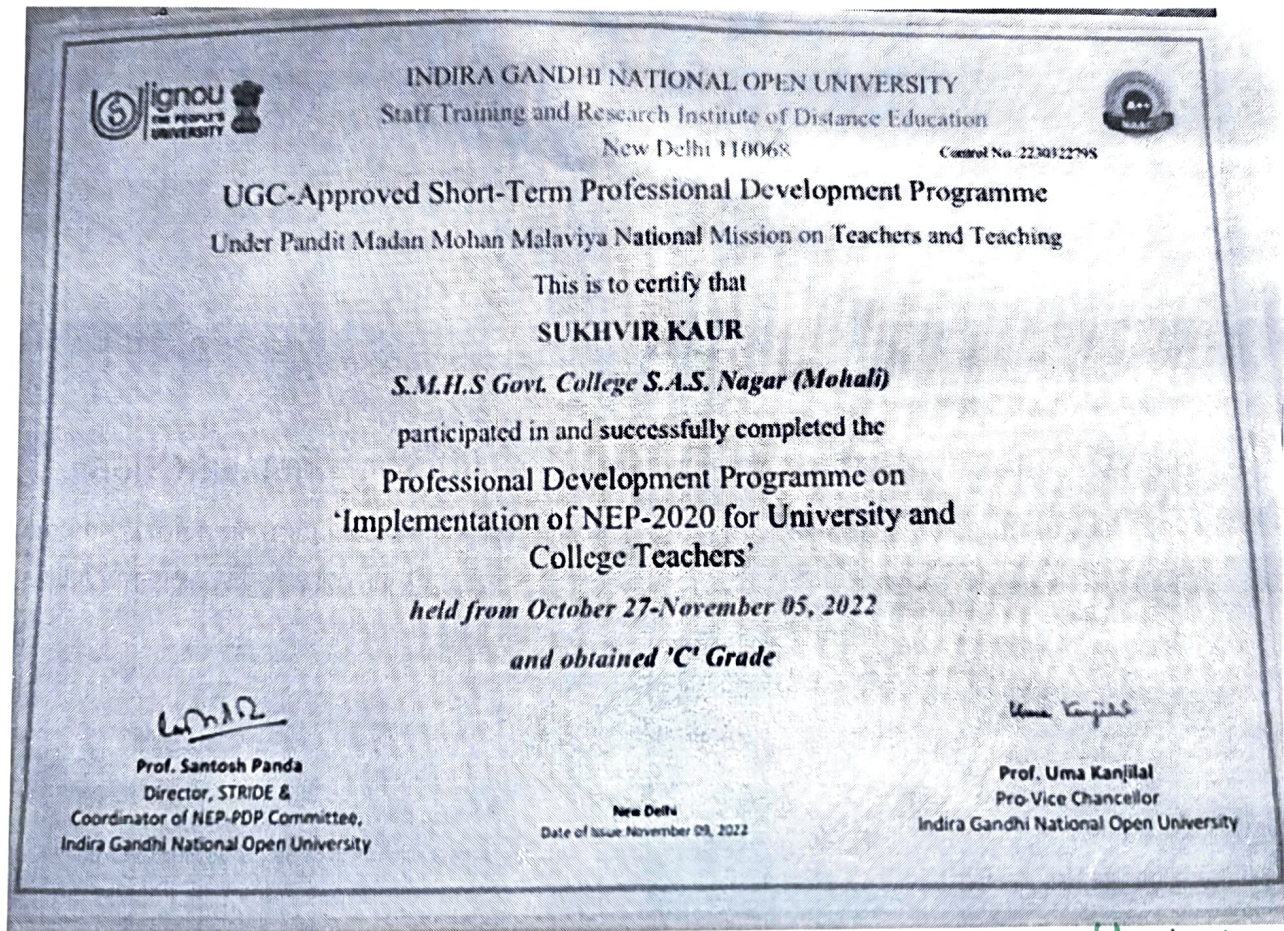 ignou
THE PEOPLE'S
UNIVERSITY
INDIRA GANDHI NATIONAL OPEN UNIVERSITY
Staff Training and Research Institute of Distance Education
New Delhi 110068
Control No. 223032279S
UGC-Approved Short-Term Professional Development Programme
Under Pandit Madan Mohan Malaviya National Mission on Teachers and Teaching
This is to certify that
SUKHVIR KAUR
S.M.H.S Govt. College S.A.S. Nagar (Mohali)
participated in and successfully completed the
Professional Development Programme on
‘Implementation of NEP-2020 for University and
College Teachers’
held from October 27-November 05, 2022
and obtained 'C' Grade
Prof. Santosh Panda
Director, STRIDE &
Coordinator of NEP-PDP Committee,
Indira Gandhi National Open University
New Delhi
Date of Issue November 09, 2022
Uma Kanjilal
Prof. Uma Kanjilal
Pro Vice Chancellor
Indira Gandhi National Open University